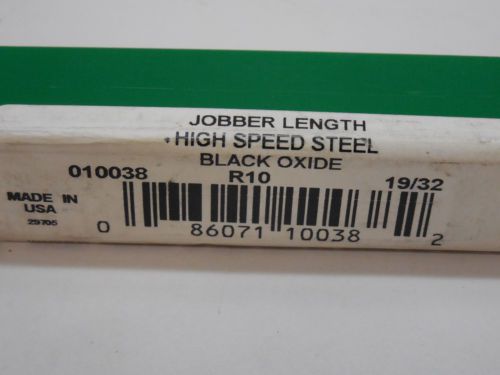 JOBBER LENGTH
HIGH SPEED STEEL
BLACK OXIDE
010038 R10 19/32
MADE IN
USA
29705
0 86071 10038 2